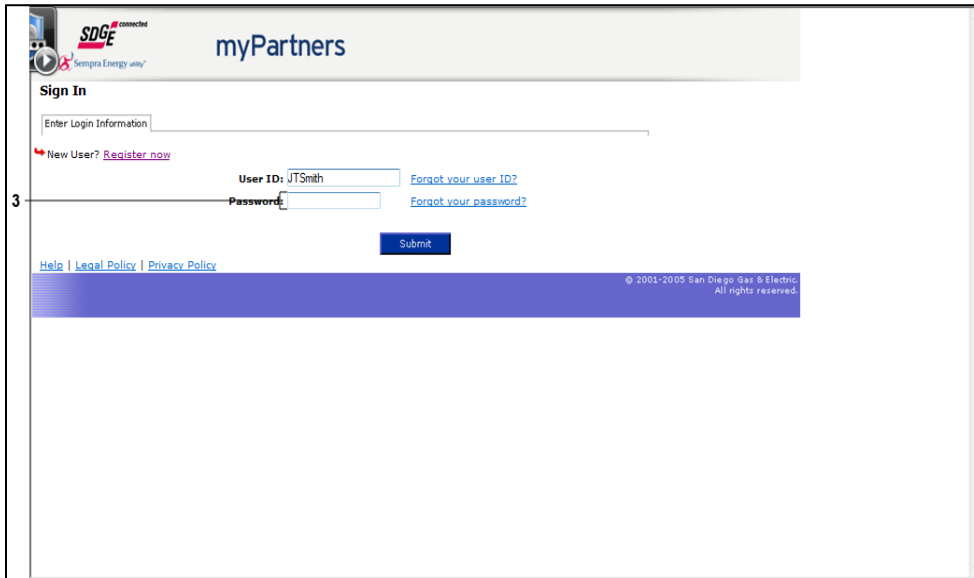 SDGE connected
Sempra Energy utility®
myPartners
Sign In
Enter Login Information
New User? Register now
User ID: JTSmith Forgot your user ID?
3 Password: Forgot your password?
Submit
Help | Legal Policy | Privacy Policy
© 2001-2005 San Diego Gas & Electric.
All rights reserved.